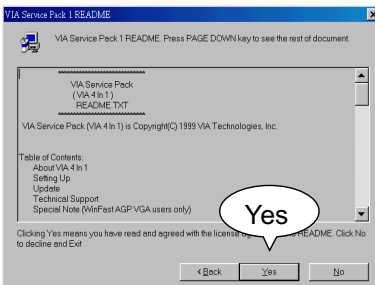 VIA Service Pack 1 README
VIA Service Pack 1 README. Press PAGE DOWN key to see the rest of document.
VIA Service Pack
( VIA 4 In 1 )
README.TXT
VIA Service Pack (VIA 4 In 1) is Copyright(C) 1999 VIA Technologies, Inc.
Table of Contents:
About VIA 4 In 1
Setting Up
Update
Technical Support
Special Note (WinFast AGP VGA users only)
Yes
Clicking Yes means you have read and agreed with the license README. Click No
to decline and Exit
< Back
Yes
No